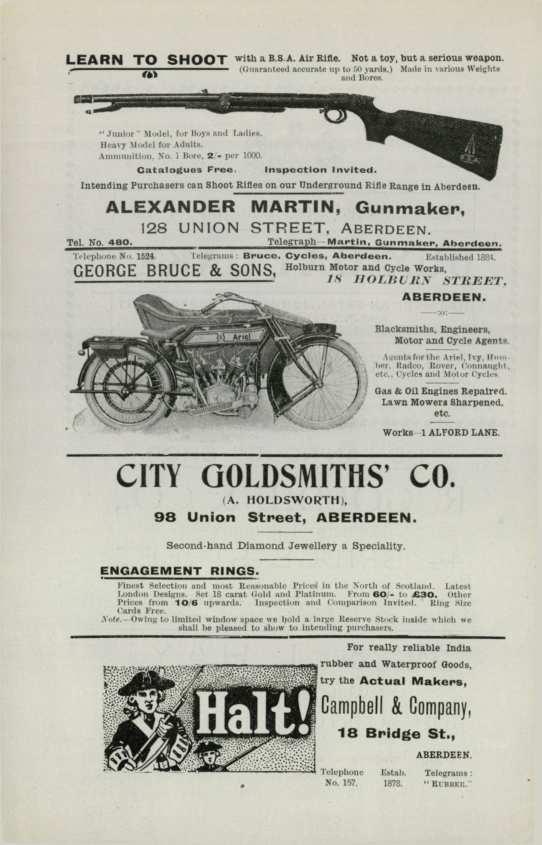 LEARN TO SHOOT with a B.S.A. Air Rifle. Not a toy, but a serious weapon.
(Guaranteed accurate up to 50 yards.) Made in various Weights
and Bores.
"Junior" Model, for Boys and Ladies.
Heavy Model for Adults.
Ammunition, No. 1 Bore, 2/- per 1000.
Catalogues Free. Inspection Invited.
Intending Purchasers can Shoot Rifles on our Underground Rifle Range in Aberdeen.
ALEXANDER MARTIN, Gunmaker,
128 UNION STREET, ABERDEEN.
Tel. No. 480. Telegraph—Martin, Gunmaker, Aberdeen.
Telephone No. 1524. Telegrams: Bruce, Cycles, Aberdeen. Established 1884.
GEORGE BRUCE & SONS, Holburn Motor and Cycle Works,
18 HOLBURN STREET,
ABERDEEN.
Ariel
Blacksmiths, Engineers,
Motor and Cycle Agents.
Agents for the Ariel, Ivy, Hum-
ber, Radco, Rover, Connaught,
etc., Cycles and Motor Cycles.
Gas & Oil Engines Repaired.
Lawn Mowers Sharpened,
etc.
Works—1 ALFORD LANE.
CITY GOLDSMITHS' CO.
(A. HOLDSWORTH),
98 Union Street, ABERDEEN.
Second-hand Diamond Jewellery a Speciality.
ENGAGEMENT RINGS.
Finest Selection and most Reasonable Prices in the North of Scotland. Latest
London Designs. Set 18 carat Gold and Platinum. From 60/- to £30. Other
Prices from 10/6 upwards. Inspection and Comparison Invited. Ring Size
Cards Free.
Note.—Owing to limited window space we hold a large Reserve Stock inside which we
shall be pleased to show to intending purchasers.
Halt!
For really reliable India
rubber and Waterproof Goods,
try the Actual Makers,
Campbell & Company,
18 Bridge St.,
ABERDEEN.
Telephone Estab. Telegrams:
No. 157. 1878. "RUBBER."